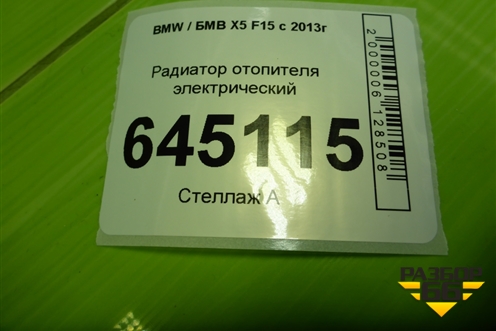 BMW / БМВ X5 F15 с 2013г
Радиатор отопителя
электрический
645115
Стеллаж А
2000006128508
РАЗБОР